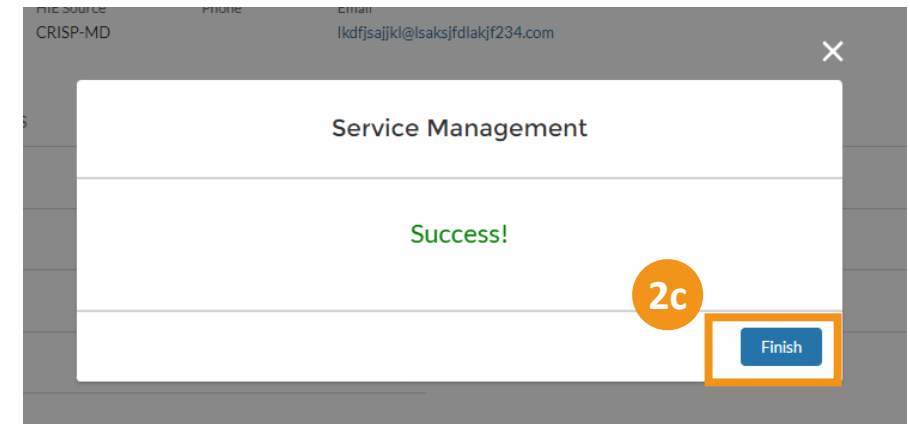 HIE Source Phone Email
CRISP-MD lkdfjsajjkl@lsaksjfdlakjf234.com
Service Management
Success!
2c
Finish